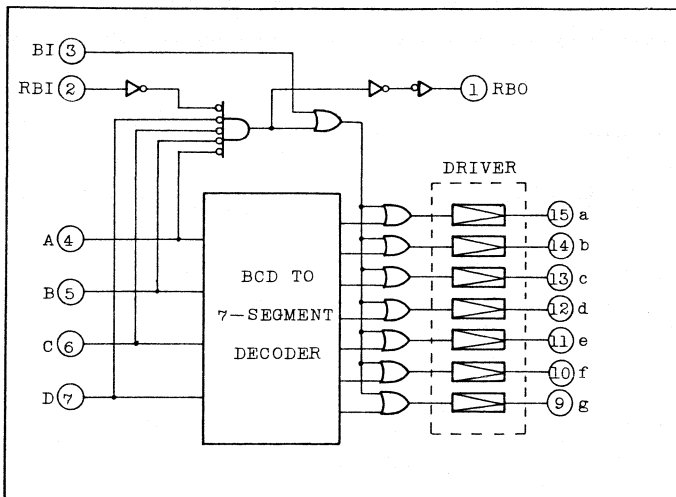 BI 3
RBI 2
1 RBO
DRIVER
A 4
B 5
C 6
D 7
BCD TO
7-SEGMENT
DECODER
15 a
14 b
13 c
12 d
11 e
10 f
9 g